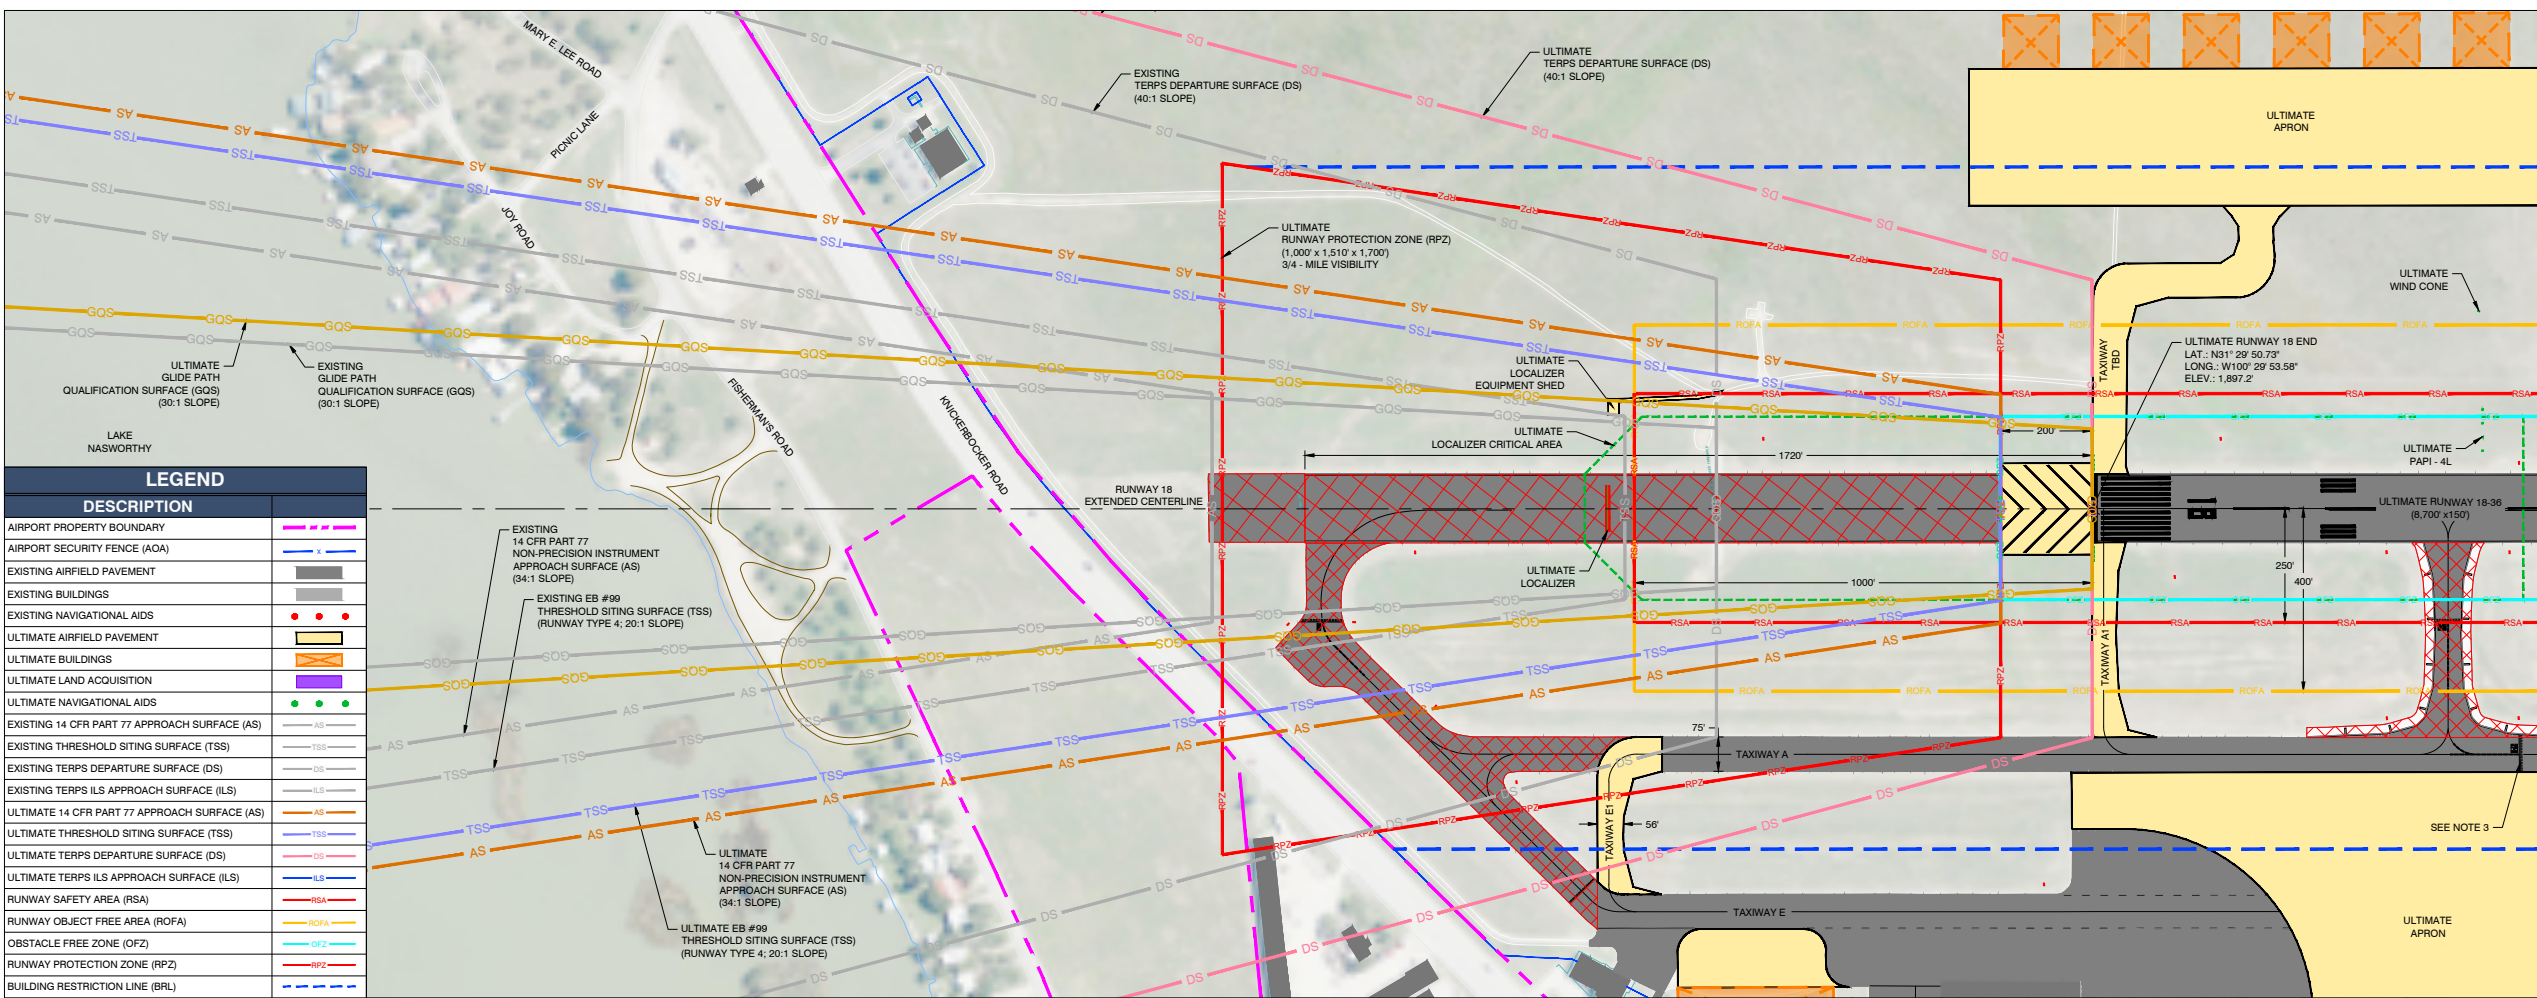 MARY E. LEE ROAD
PICNIC LANE
JOY ROAD
EXISTING
TERPS DEPARTURE SURFACE (DS)
(40:1 SLOPE)
ULTIMATE
TERPS DEPARTURE SURFACE (DS)
(40:1 SLOPE)
ULTIMATE
APRON
ULTIMATE
RUNWAY PROTECTION ZONE (RPZ)
(1,000' x 1,510' x 1,700')
3/4 - MILE VISIBILITY
ULTIMATE
WIND CONE
ULTIMATE RUNWAY 18 END
LAT.: N31° 29' 50.73"
LONG.: W100° 29' 53.58"
ELEV.: 1,897.2'
TAXIWAY
TBD
ULTIMATE
GLIDE PATH
QUALIFICATION SURFACE (GQS)
(30:1 SLOPE)
EXISTING
GLIDE PATH
QUALIFICATION SURFACE (GQS)
(30:1 SLOPE)
ULTIMATE
LOCALIZER
EQUIPMENT SHED
ULTIMATE
LOCALIZER CRITICAL AREA
LAKE
NASWORTHY
FISHERMAN'S ROAD
KNICKERBOCKER ROAD
200'
1720'
ULTIMATE
PAPI - 4L
RUNWAY 18
EXTENDED CENTERLINE
ULTIMATE RUNWAY 18-36
(8,700' x150')
ULTIMATE
LOCALIZER
1000'
250'
400'
EXISTING
14 CFR PART 77
NON-PRECISION INSTRUMENT
APPROACH SURFACE (AS)
(34:1 SLOPE)
EXISTING EB #99
THRESHOLD SITING SURFACE (TSS)
(RUNWAY TYPE 4; 20:1 SLOPE)
TAXIWAY A1
75'
TAXIWAY A
TAXIWAY E1
56'
SEE NOTE 3
ULTIMATE
14 CFR PART 77
NON-PRECISION INSTRUMENT
APPROACH SURFACE (AS)
(34:1 SLOPE)
ULTIMATE EB #99
THRESHOLD SITING SURFACE (TSS)
(RUNWAY TYPE 4; 20:1 SLOPE)
TAXIWAY E
ULTIMATE
APRON
LEGEND
DESCRIPTION
AIRPORT PROPERTY BOUNDARY
AIRPORT SECURITY FENCE (AOA) x
EXISTING AIRFIELD PAVEMENT
EXISTING BUILDINGS
EXISTING NAVIGATIONAL AIDS
ULTIMATE AIRFIELD PAVEMENT
ULTIMATE BUILDINGS
ULTIMATE LAND ACQUISITION
ULTIMATE NAVIGATIONAL AIDS
EXISTING 14 CFR PART 77 APPROACH SURFACE (AS) AS
EXISTING THRESHOLD SITING SURFACE (TSS) TSS
EXISTING TERPS DEPARTURE SURFACE (DS) DS
EXISTING TERPS ILS APPROACH SURFACE (ILS) ILS
ULTIMATE 14 CFR PART 77 APPROACH SURFACE (AS) AS
ULTIMATE THRESHOLD SITING SURFACE (TSS) TSS
ULTIMATE TERPS DEPARTURE SURFACE (DS) DS
ULTIMATE TERPS ILS APPROACH SURFACE (ILS) ILS
RUNWAY SAFETY AREA (RSA) RSA
RUNWAY OBJECT FREE AREA (ROFA) ROFA
OBSTACLE FREE ZONE (OFZ) OFZ
RUNWAY PROTECTION ZONE (RPZ) RPZ
BUILDING RESTRICTION LINE (BRL)